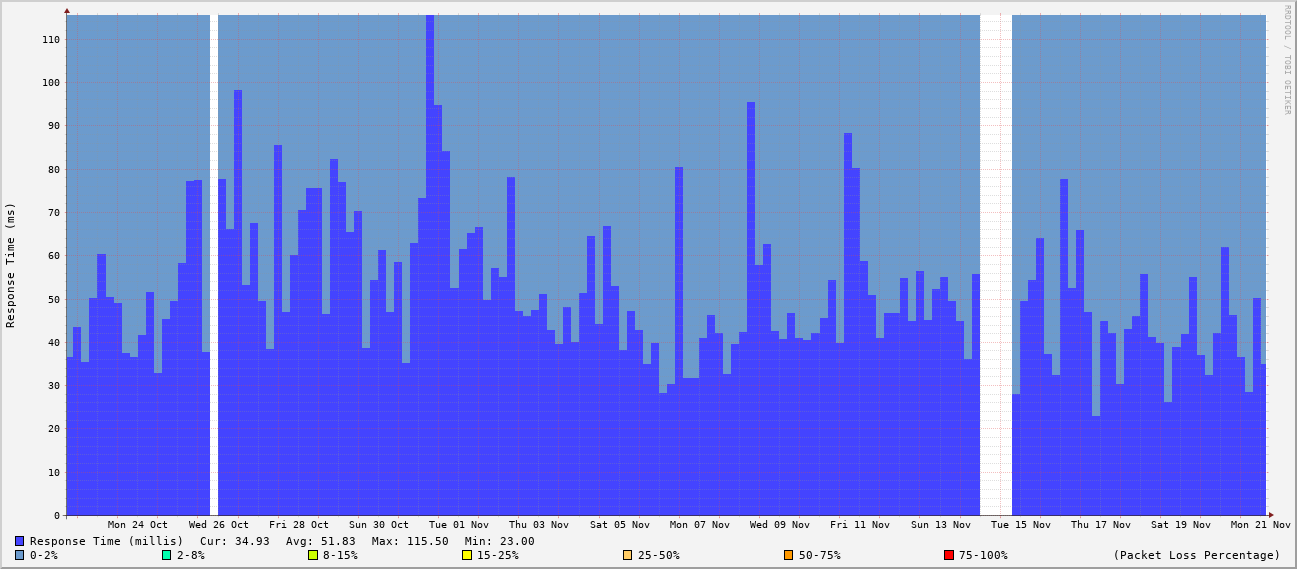 RRDTOOL / TOBI OETIKER
Response Time (ms)
110
100
90
80
70
60
50
40
30
20
10
0
Mon 24 Oct Wed 26 Oct Fri 28 Oct Sun 30 Oct Tue 01 Nov Thu 03 Nov Sat 05 Nov Mon 07 Nov Wed 09 Nov Fri 11 Nov Sun 13 Nov Tue 15 Nov Thu 17 Nov Sat 19 Nov Mon 21 Nov
Response Time (millis) Cur: 34.93 Avg: 51.83 Max: 115.50 Min: 23.00
0-2% 2-8% 8-15% 15-25% 25-50% 50-75% 75-100% (Packet Loss Percentage)